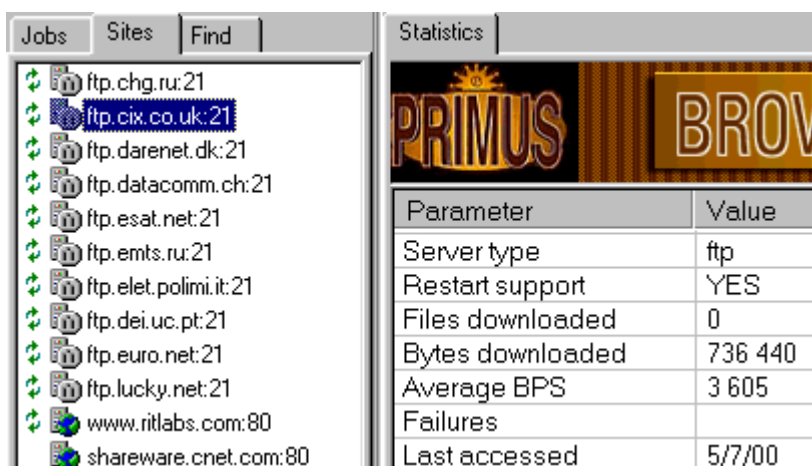 Jobs Sites Find
ftp.chg.ru:21
ftp.cix.co.uk:21
ftp.darenet.dk:21
ftp.datacomm.ch:21
ftp.esat.net:21
ftp.emts.ru:21
ftp.elet.polimi.it:21
ftp.dei.uc.pt:21
ftp.euro.net:21
ftp.lucky.net:21
www.ritlabs.com:80
shareware.cnet.com:80
Statistics
PRIMUS BROW
Parameter Value
Server type ftp
Restart support YES
Files downloaded 0
Bytes downloaded 736 440
Average BPS 3 605
Failures
Last accessed 5/7/00